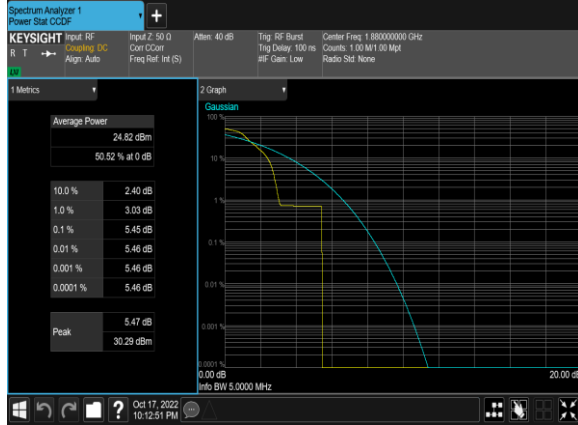 Spectrum Analyzer 1
Power Stat CCDF
KEYSIGHT
R T
LXI
Input: RF
Coupling: DC
Align: Auto
Input Z: 50 Ω
Corr CCorr
Freq Ref: Int (S)
Atten: 40 dB
Trig: RF Burst
Trig Delay: 100 ns
#IF Gain: Low
Center Freq: 1.880000000 GHz
Counts: 1.00 M/1.00 Mpt
Radio Std: None
1 Metrics
Average Power
24.82 dBm
50.52 % at 0 dB
10.0 % 2.40 dB
1.0 % 3.03 dB
0.1 % 5.45 dB
0.01 % 5.46 dB
0.001 % 5.46 dB
0.0001 % 5.46 dB
Peak
5.47 dB
30.29 dBm
2 Graph
Gaussian
100 %
10 %
1 %
0.1 %
0.01 %
0.001 %
0.0001 %
0.00 dB
20.00 dB
Info BW 5.0000 MHz
?
Oct 17, 2022
10:12:51 PM